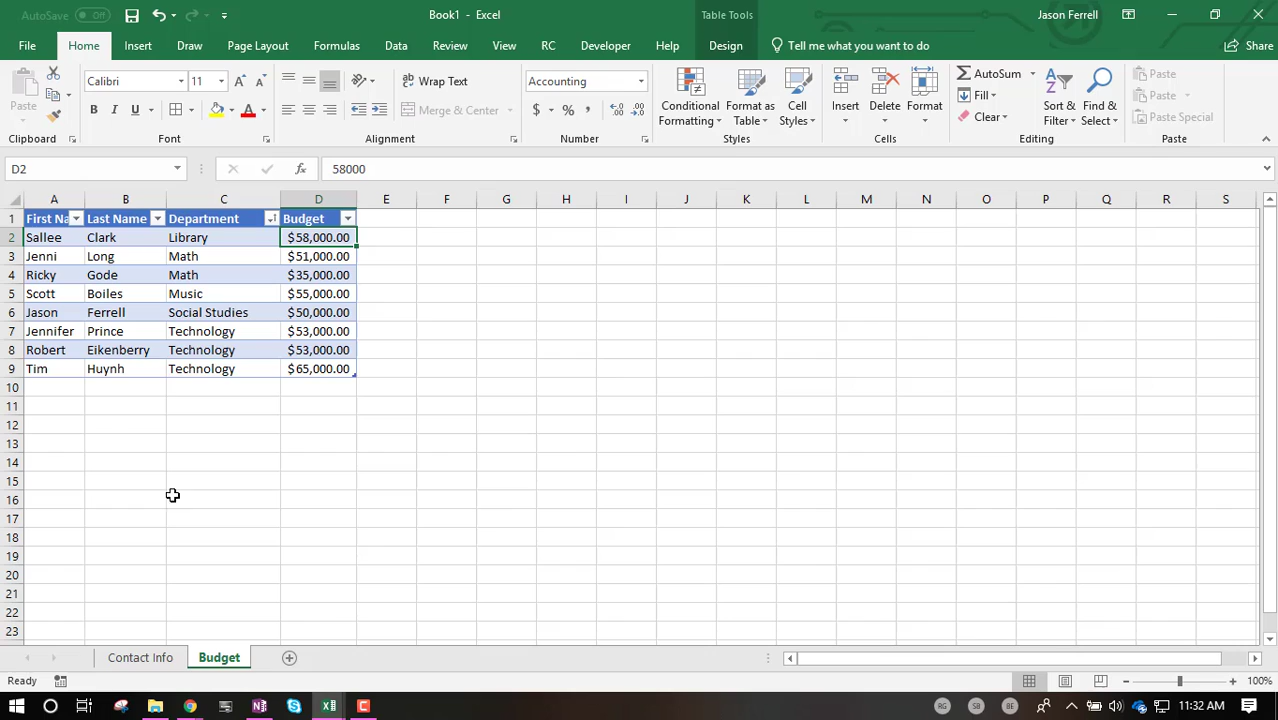 AutoSave Off Book1 - Excel Table Tools Jason Ferrell
File Home Insert Draw Page Layout Formulas Data Review View RC Developer Help Design Tell me what you want to do Share
Paste Calibri 11 Wrap Text Accounting Conditional Formatting Format as Table Cell Styles Insert Delete Format AutoSum Fill Clear Sort & Filter Find & Select Paste Paste Paste Special
B I U A Merge & Center $ % ,
Clipboard Font Alignment Number Styles Cells Editing Paste
D2 fx 58000
A B C D E F G H I J K L M N O P Q R S
1 First Na Last Name Department Budget
2 Sallee Clark Library $58,000.00
3 Jenni Long Math $51,000.00
4 Ricky Gode Math $35,000.00
5 Scott Boiles Music $55,000.00
6 Jason Ferrell Social Studies $50,000.00
7 Jennifer Prince Technology $53,000.00
8 Robert Eikenberry Technology $53,000.00
9 Tim Huynh Technology $65,000.00
10
11
12
13
14
15
16
17
18
19
20
21
22
23
Contact Info Budget
Ready 100%
RG SB BE 11:32 AM